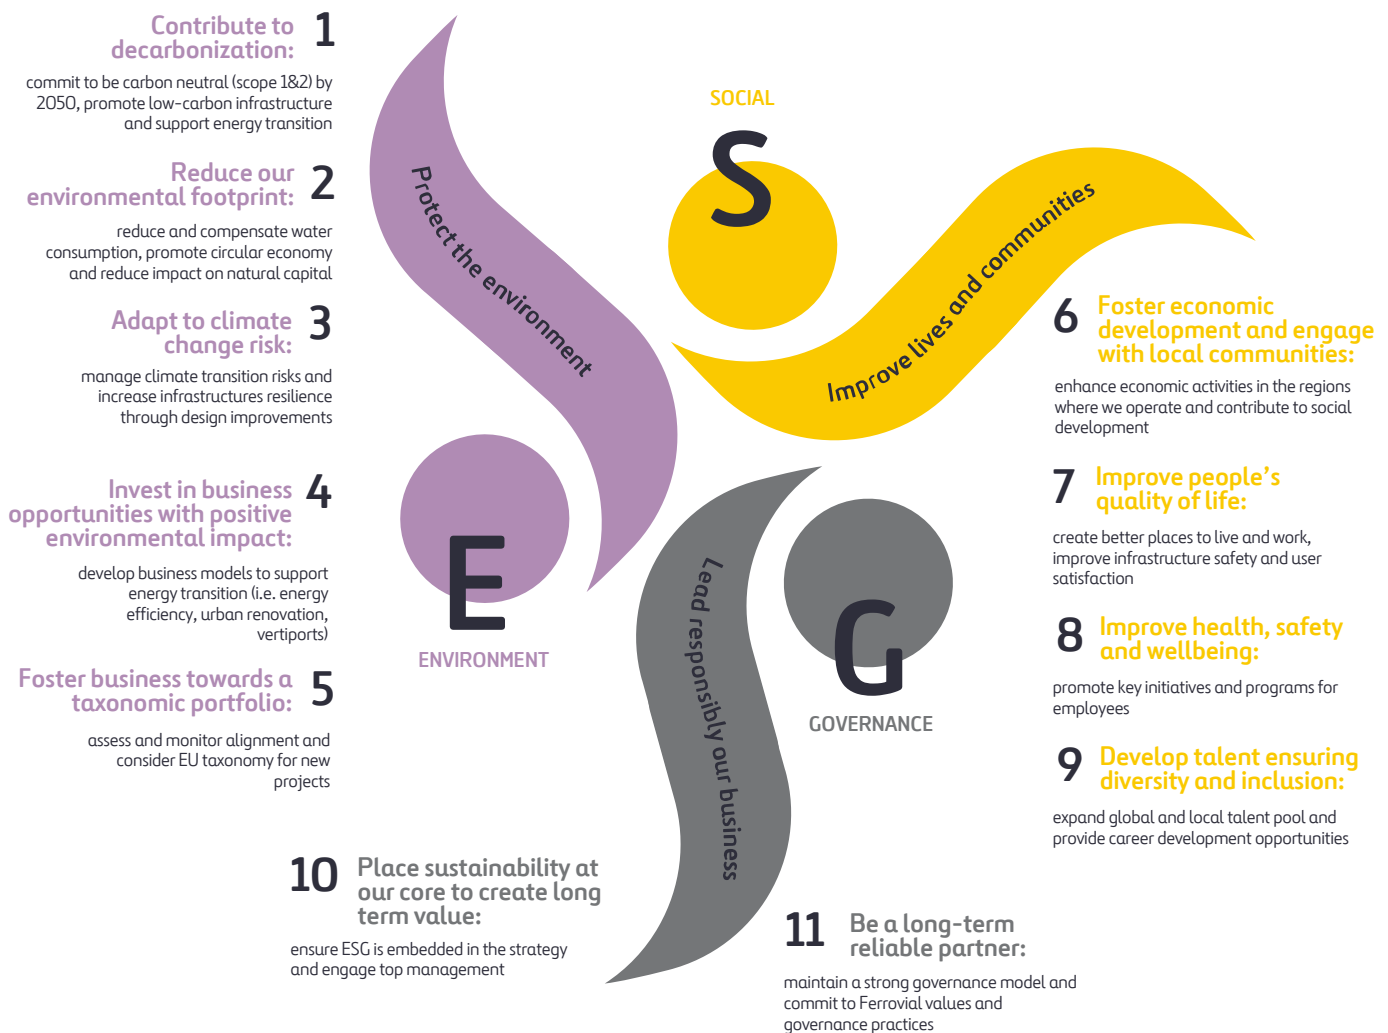 1
Contribute to
decarbonization:
commit to be carbon neutral (scope 1&2) by
2050, promote low-carbon infrastructure
and support energy transition
2
Reduce our
environmental footprint:
reduce and compensate water
consumption, promote circular economy
and reduce impact on natural capital
3
Adapt to climate
change risk:
manage climate transition risks and
increase infrastructures resilience
through design improvements
4
Invest in business
opportunities with positive
environmental impact:
develop business models to support
energy transition (i.e. energy
efficiency, urban renovation,
vertiports)
5
Foster business towards a
taxonomic portfolio:
assess and monitor alignment and
consider EU taxonomy for new
projects
Protect the environment
E
ENVIRONMENT
SOCIAL
S
Improve lives and communities
6
Foster economic
development and engage
with local communities:
enhance economic activities in the regions
where we operate and contribute to social
development
7
Improve people's
quality of life:
create better places to live and work,
improve infrastructure safety and user
satisfaction
8
Improve health, safety
and wellbeing:
promote key initiatives and programs for
employees
9
Develop talent ensuring
diversity and inclusion:
expand global and local talent pool and
provide career development opportunities
Lead responsibly our business
G
GOVERNANCE
10
Place sustainability at
our core to create long
term value:
ensure ESG is embedded in the strategy
and engage top management
11
Be a long-term
reliable partner:
maintain a strong governance model and
commit to Ferrovial values and
governance practices